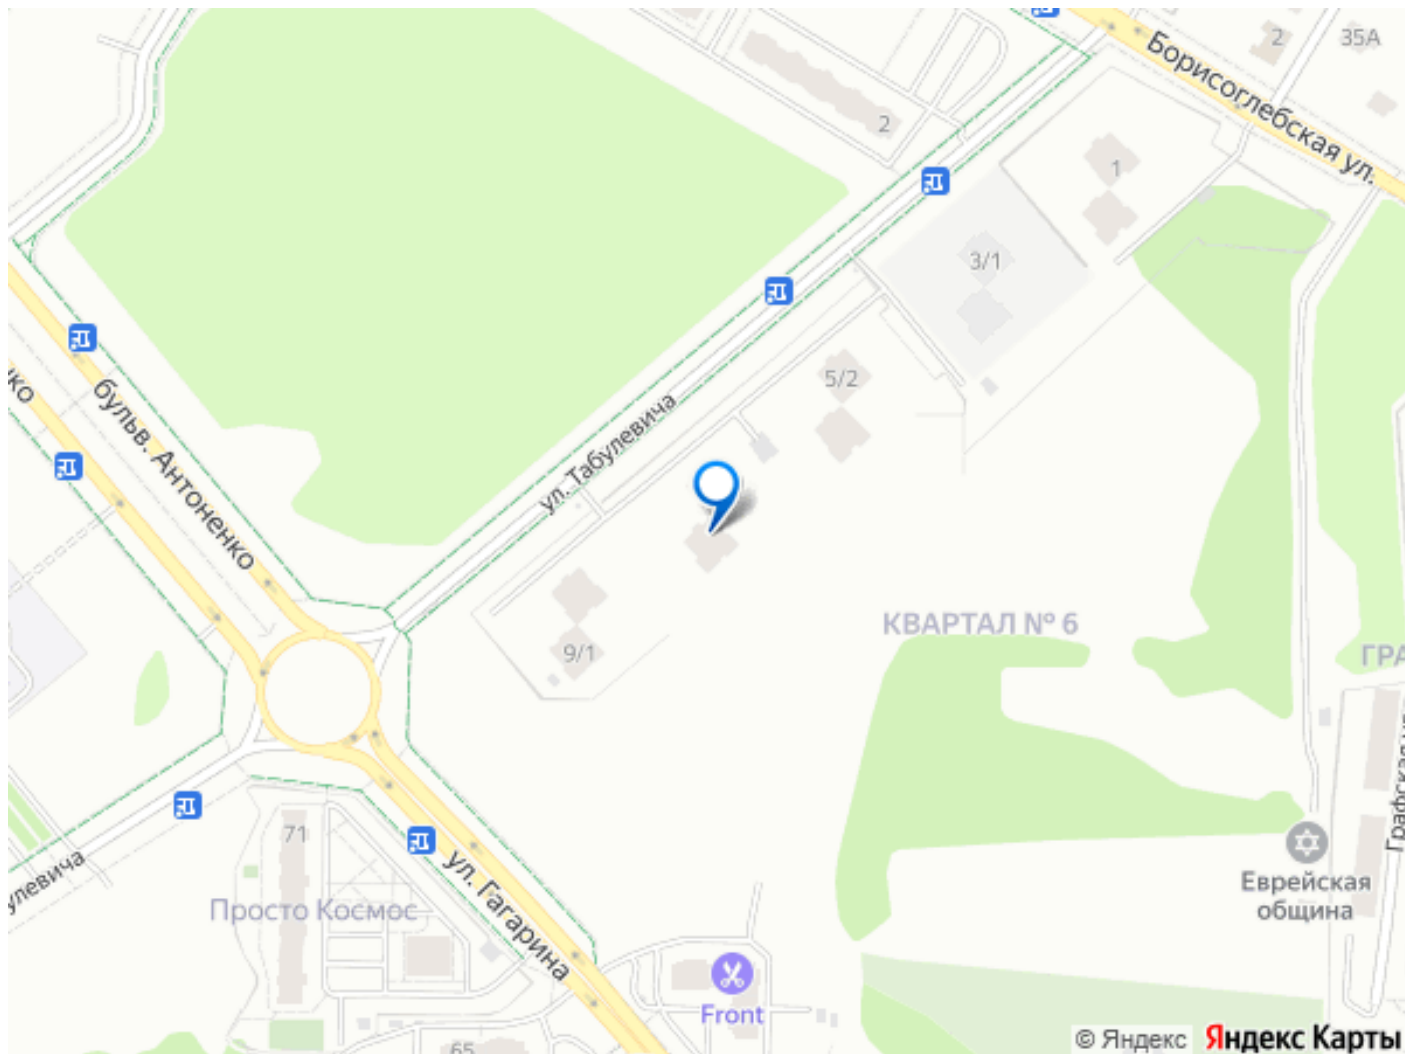 Борисоглебская ул.
2
35А
2
1
3/1
5/2
ул. Табулевича
бульв. Антоненко
КВАРТАЛ № 6
9/1
71
Просто Космос
ул. Гагарина
Еврейская
община
Front
65
© Яндекс Яндекс Карты